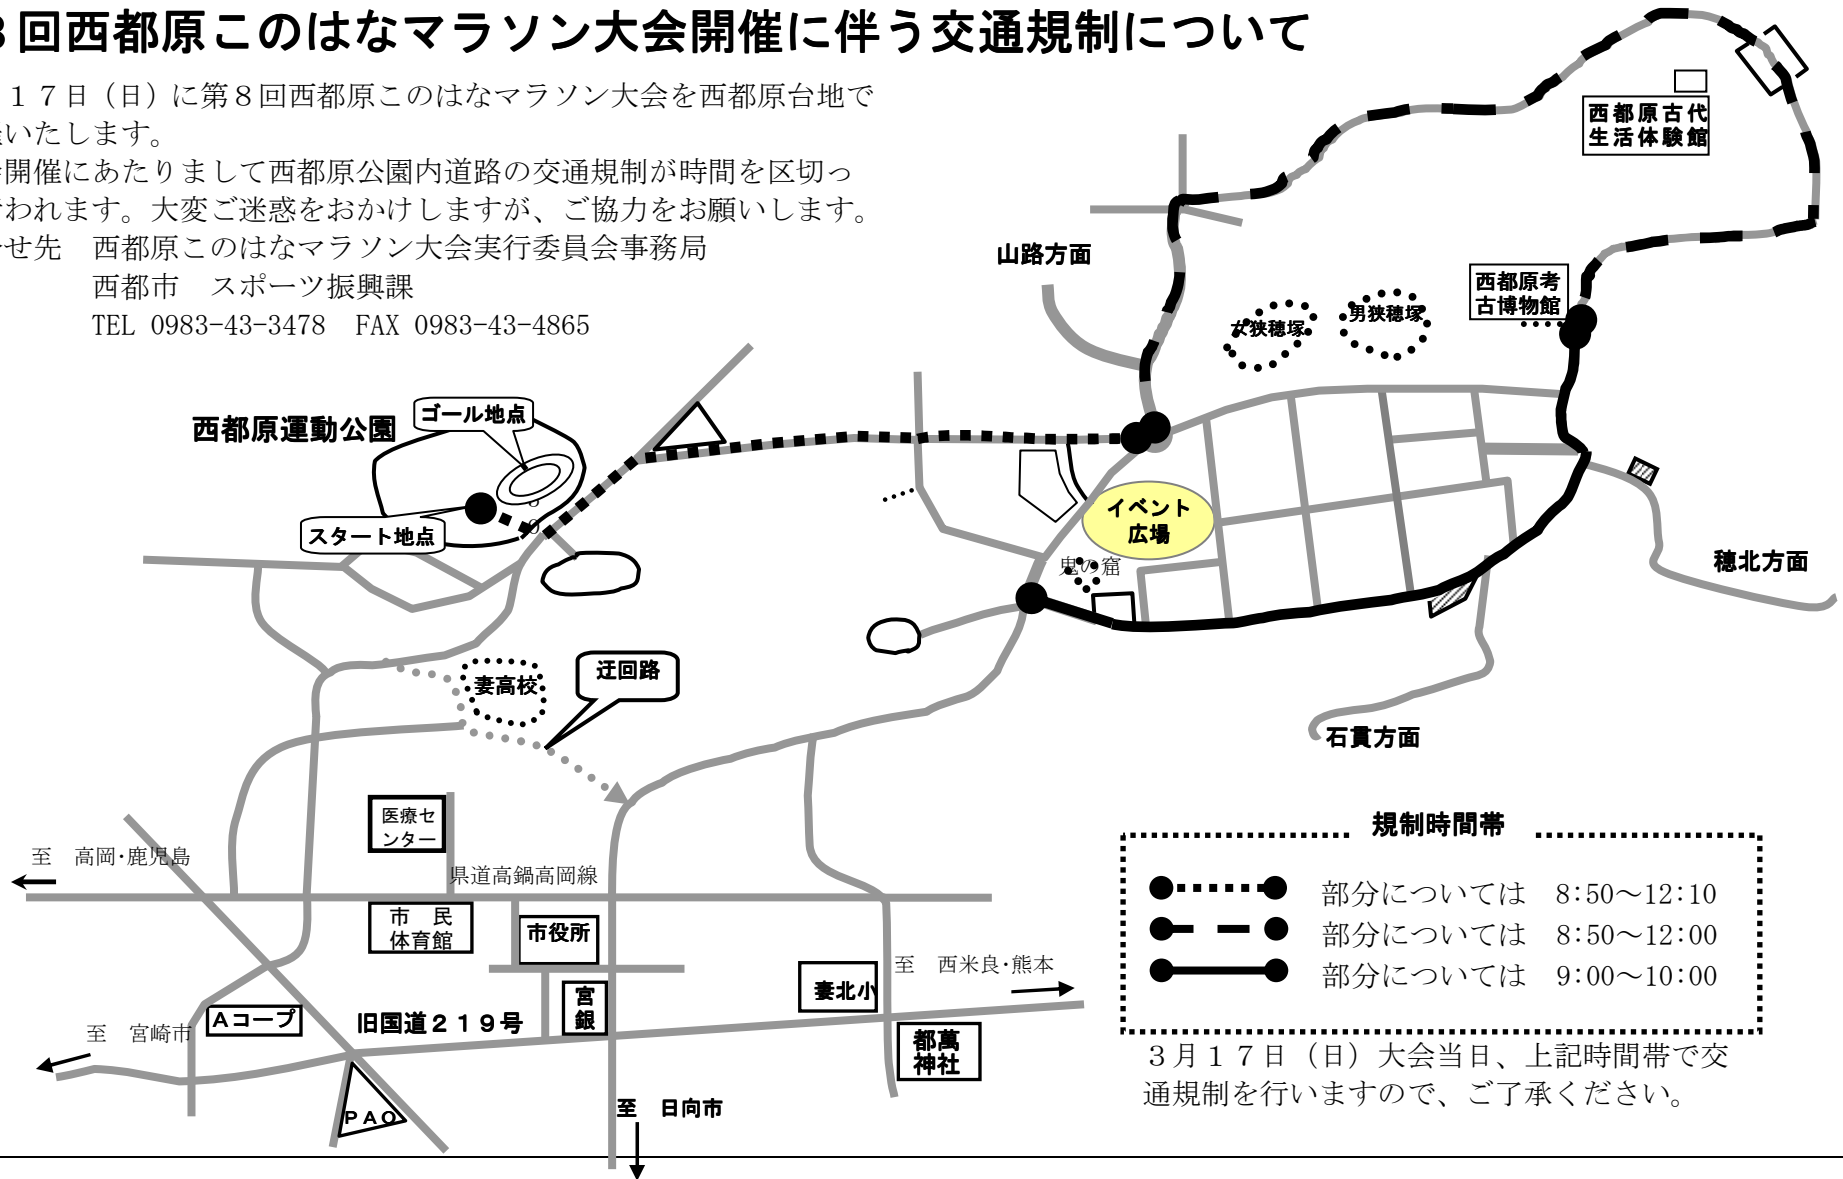 ８回西都原このはなマラソン大会開催に伴う交通規制について
１７日（日）に第８回西都原このはなマラソン大会を西都原台地で
いたします。
開催にあたりまして西都原公園内道路の交通規制が時間を区切っ
われます。大変ご迷惑をおかけしますが、ご協力をお願いします。
せ先　西都原このはなマラソン大会実行委員会事務局
西都市　スポーツ振興課
TEL 0983-43-3478　FAX 0983-43-4865
西都原古代
生活体験館
山路方面
西都原考
古博物館
女狭穂塚
男狭穂塚
西都原運動公園
ゴール地点
スタート地点
イベント
広場
鬼の窟
穂北方面
妻高校
迂回路
石貫方面
医療セ
ンター
至　高岡・鹿児島
県道高鍋高岡線
市　民
体育館
市役所
至　西米良・熊本
妻北小
宮
銀
Ａコープ
旧国道２１９号
至　宮崎市
都萬
神社
ＰＡＯ
至　日向市
規制時間帯
部分については　8:50～12:10
部分については　8:50～12:00
部分については　9:00～10:00
３月１７日（日）大会当日、上記時間帯で交
通規制を行いますので、ご了承ください。